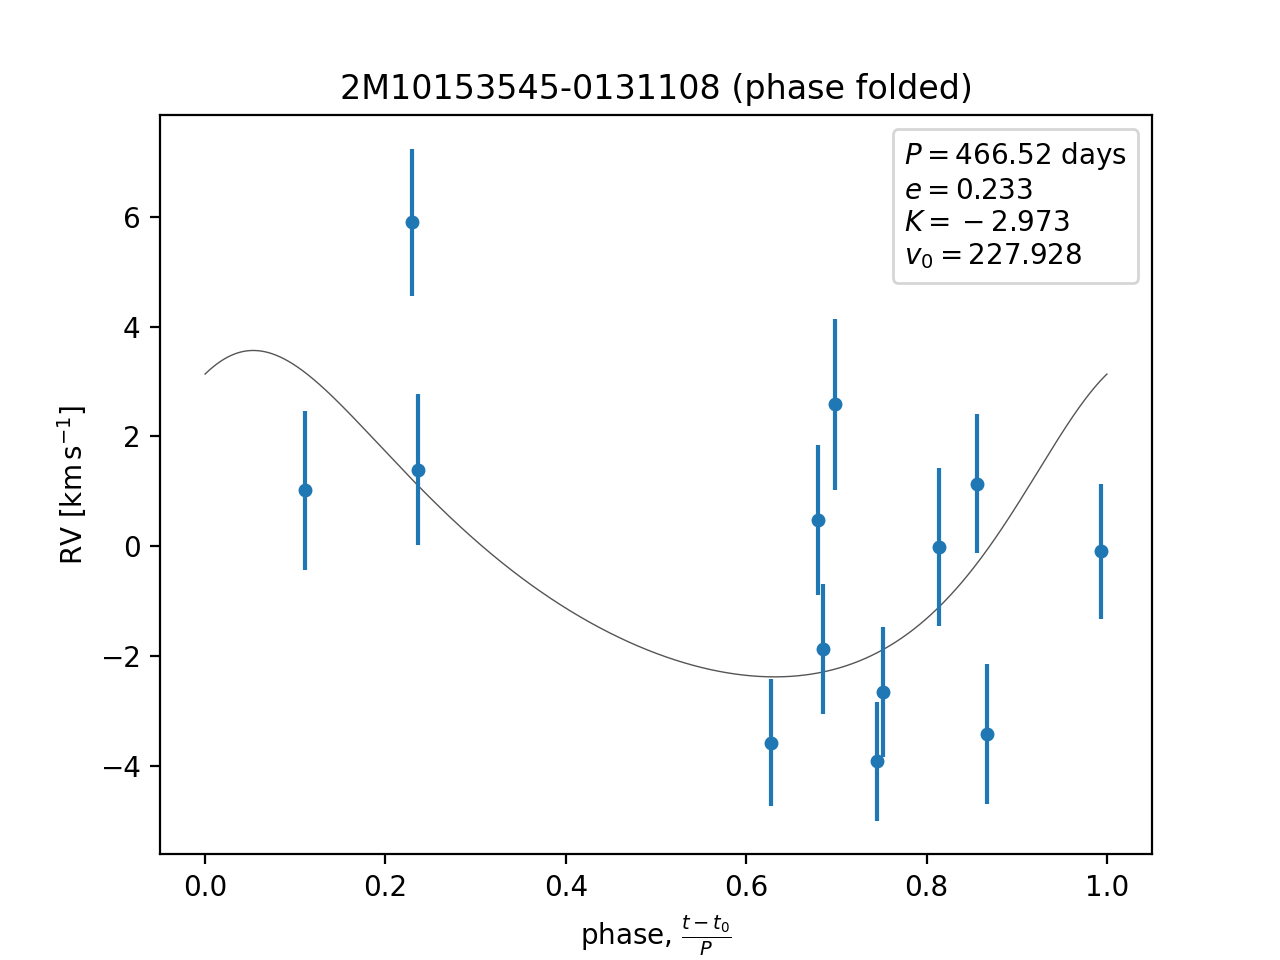 2M10153545-0131108 (phase folded)
P = 466.52 days
e = 0.233
K = −2.973
v₀ = 227.928
RV [km s⁻¹]
6
4
2
0
−2
−4
0.0 0.2 0.4 0.6 0.8 1.0
phase, (t − t₀)/P